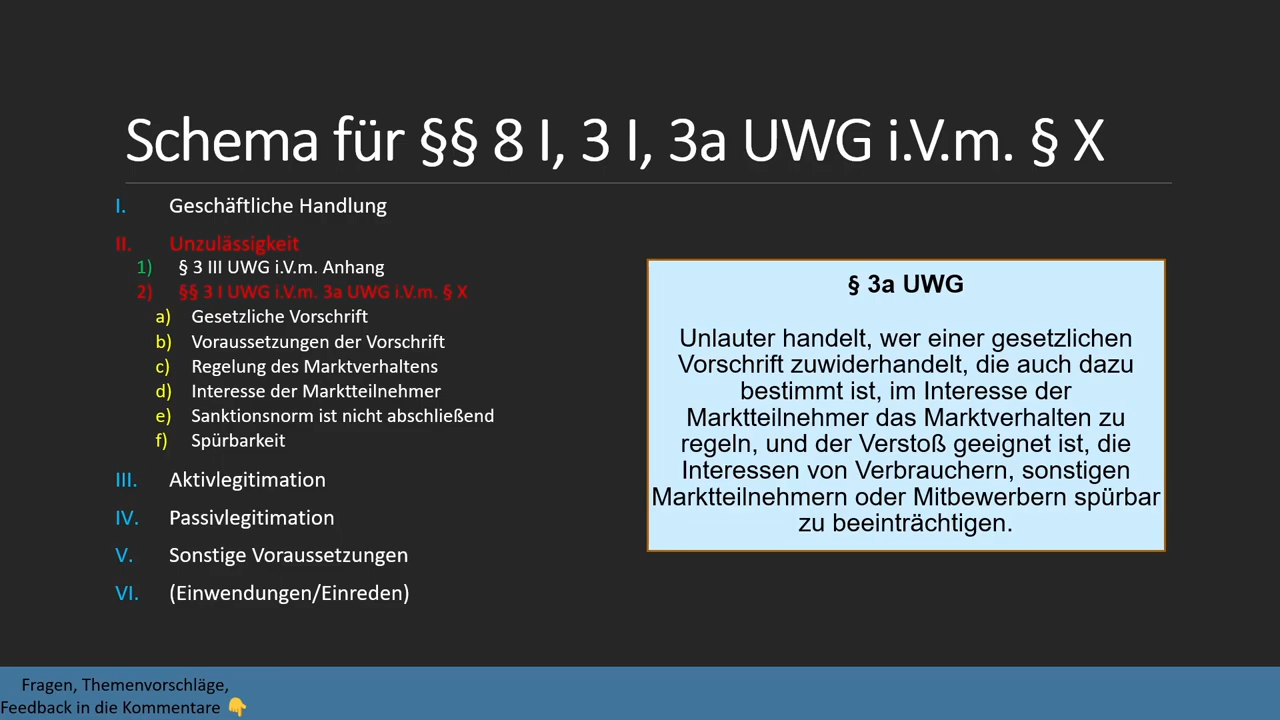 Schema für §§ 8 I, 3 I, 3a UWG i.V.m. § X
I. Geschäftliche Handlung
II. Unzulässigkeit
1) § 3 III UWG i.V.m. Anhang
2) §§ 3 I UWG i.V.m. 3a UWG i.V.m. § X
a) Gesetzliche Vorschrift
b) Voraussetzungen der Vorschrift
c) Regelung des Marktverhaltens
d) Interesse der Marktteilnehmer
e) Sanktionsnorm ist nicht abschließend
f) Spürbarkeit
III. Aktivlegitimation
IV. Passivlegitimation
V. Sonstige Voraussetzungen
VI. (Einwendungen/Einreden)
§ 3a UWG
Unlauter handelt, wer einer gesetzlichen
Vorschrift zuwiderhandelt, die auch dazu
bestimmt ist, im Interesse der
Marktteilnehmer das Marktverhalten zu
regeln, und der Verstoß geeignet ist, die
Interessen von Verbrauchern, sonstigen
Marktteilnehmern oder Mitbewerbern spürbar
zu beeinträchtigen.
Fragen, Themenvorschläge,
Feedback in die Kommentare 👇